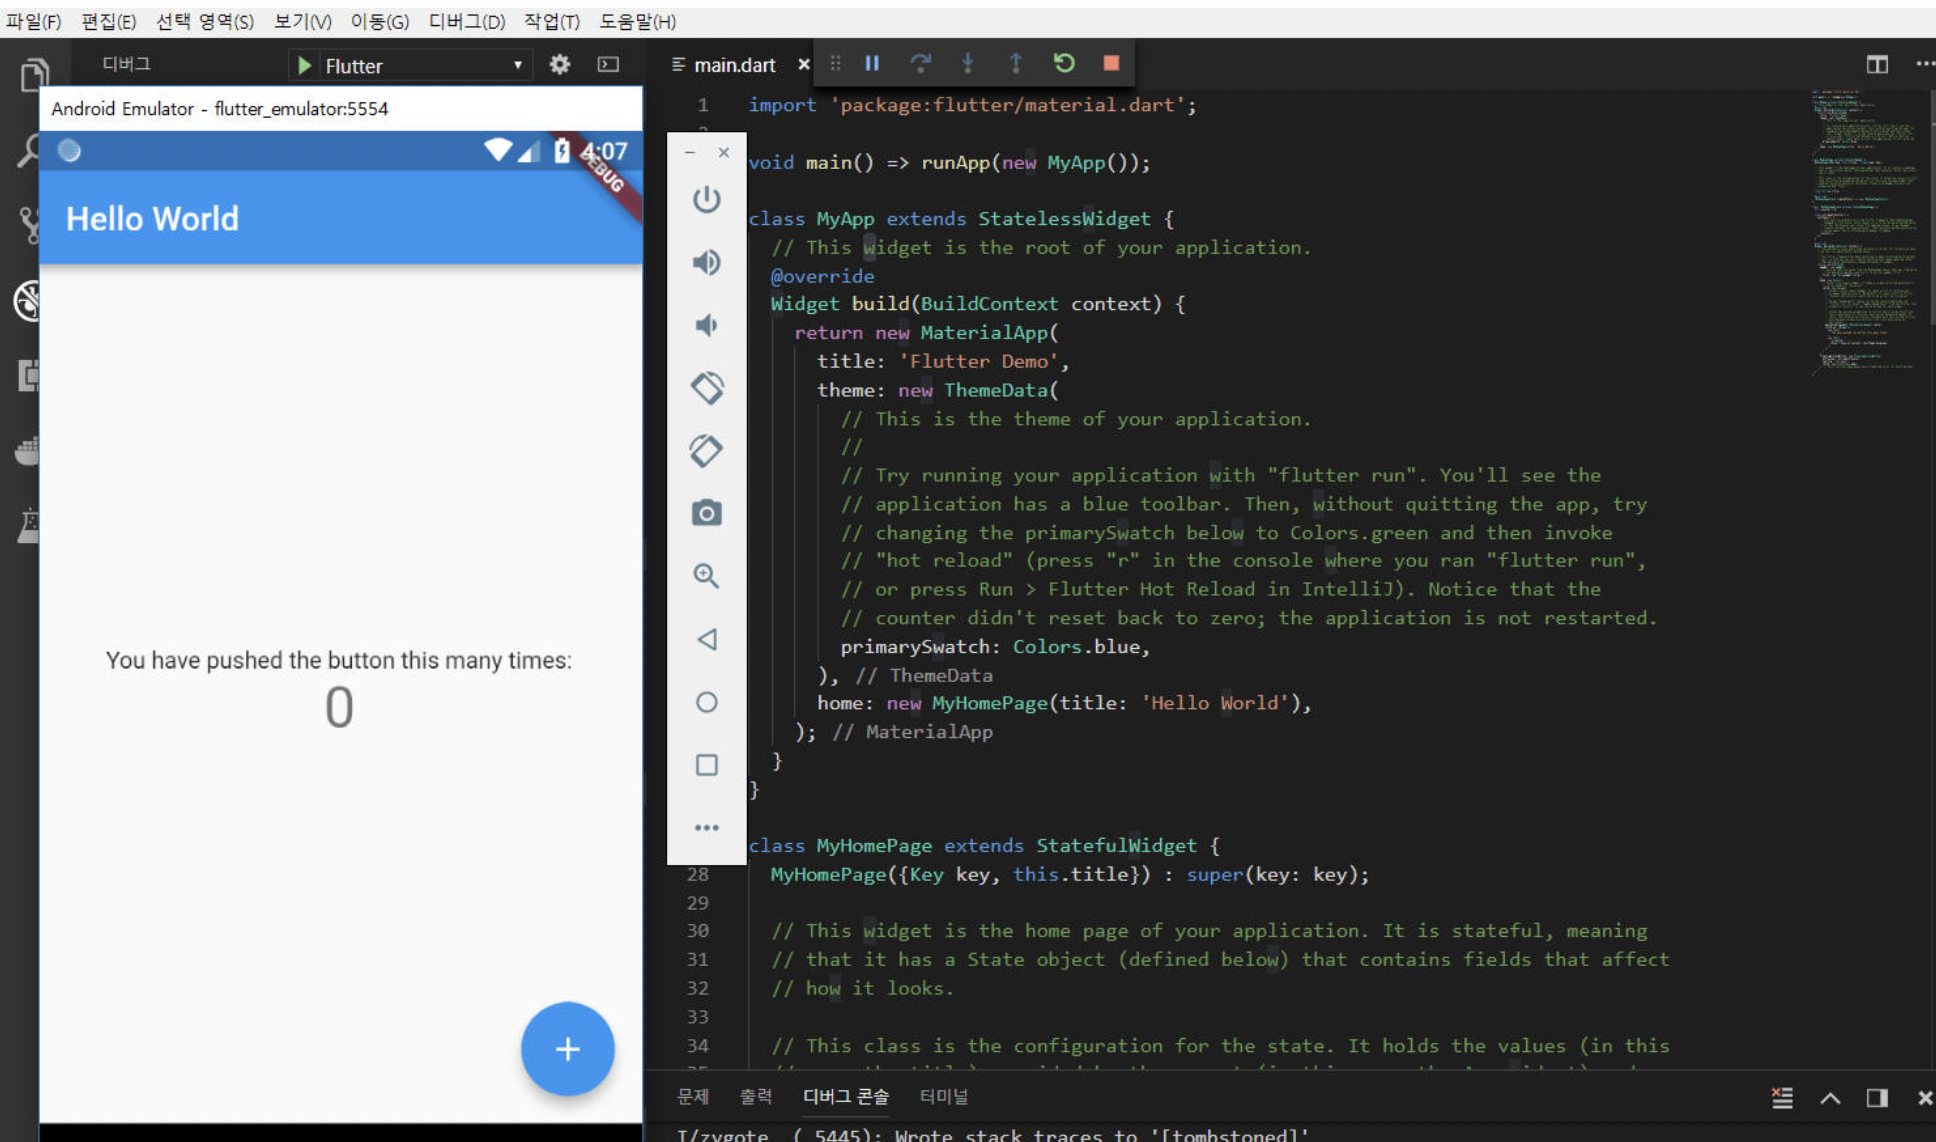 파일(F) 편집(E) 선택 영역(S) 보기(V) 이동(G) 디버그(D) 작업(T) 도움말(H)
디버그 Flutter
main.dart
Android Emulator - flutter_emulator:5554
4:07
DEBUG
Hello World
You have pushed the button this many times:
0
+
1 import 'package:flutter/material.dart';
void main() => runApp(new MyApp());
class MyApp extends StatelessWidget {
// This widget is the root of your application.
@override
Widget build(BuildContext context) {
return new MaterialApp(
title: 'Flutter Demo',
theme: new ThemeData(
// This is the theme of your application.
//
// Try running your application with "flutter run". You'll see the
// application has a blue toolbar. Then, without quitting the app, try
// changing the primarySwatch below to Colors.green and then invoke
// "hot reload" (press "r" in the console where you ran "flutter run",
// or press Run > Flutter Hot Reload in IntelliJ). Notice that the
// counter didn't reset back to zero; the application is not restarted.
primarySwatch: Colors.blue,
), // ThemeData
home: new MyHomePage(title: 'Hello World'),
); // MaterialApp
}
}
class MyHomePage extends StatefulWidget {
28 MyHomePage({Key key, this.title}) : super(key: key);
29
30 // This widget is the home page of your application. It is stateful, meaning
31 // that it has a State object (defined below) that contains fields that affect
32 // how it looks.
33
34 // This class is the configuration for the state. It holds the values (in this
문제 출력 디버그 콘솔 터미널
I/zygote ( 5445): Wrote stack traces to '[tombstoned]'